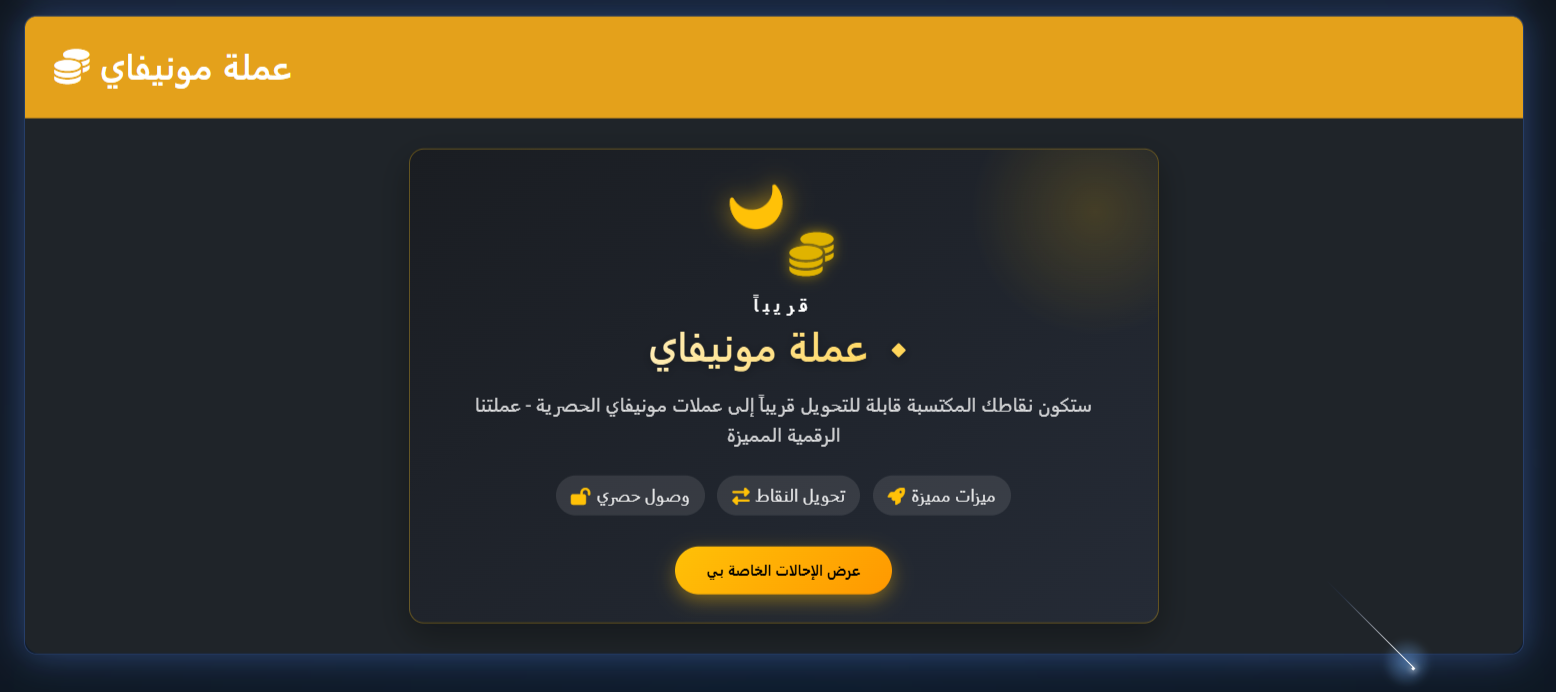 عملة مونيفاي
قريباً
عملة مونيفاي
ستكون نقاطك المكتسبة قابلة للتحويل قريباً إلى عملات مونيفاي الحصرية - عملتنا
الرقمية المميزة
ميزات مميزة
تحويل النقاط
وصول حصري
عرض الإحالات الخاصة بي